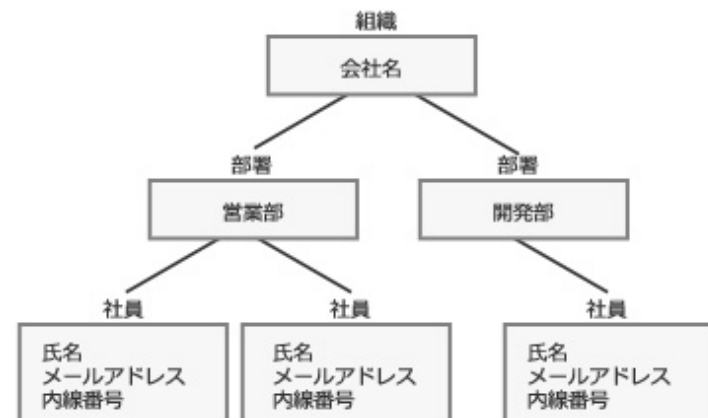 組織
会社名
部署
部署
営業部
開発部
社員
社員
社員
氏名
メールアドレス
内線番号
氏名
メールアドレス
内線番号
氏名
メールアドレス
内線番号